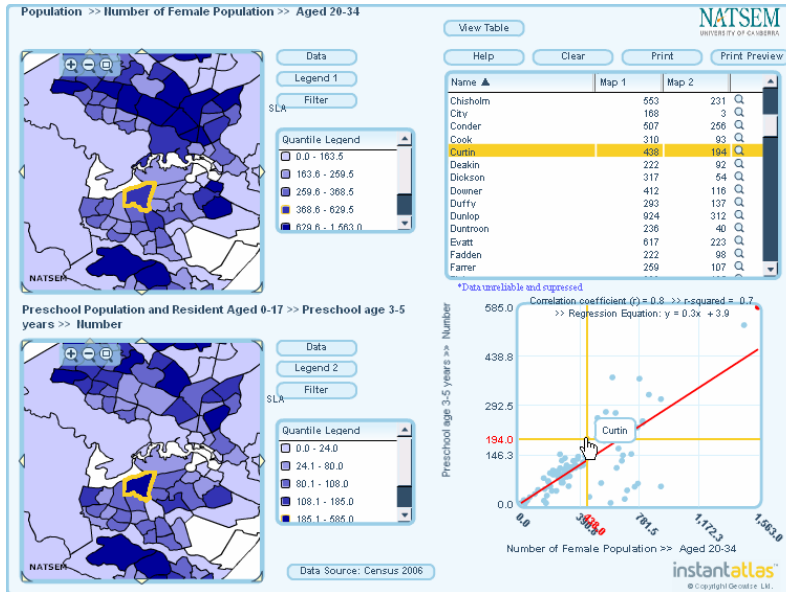 Population >> Number of Female Population >> Aged 20-34
View Table
NATSEM
UNIVERSITY OF CANBERRA
Data
Legend 1
Filter
SLA
Quantile Legend
0.0 - 163.5
163.6 - 259.5
259.6 - 368.5
368.6 - 629.5
629.6 - 1,563.0
NATSEM
Help
Clear
Print
Print Preview
Name Map 1 Map 2
Chisholm 553 231
City 168 3
Conder 507 256
Cook 310 93
Curtin 438 194
Deakin 222 92
Dickson 317 54
Downer 412 116
Duffy 293 137
Dunlop 924 312
Duntroon 236 40
Evatt 617 223
Fadden 222 98
Farrer 259 107
*Data unreliable and supressed
Preschool Population and Resident Aged 0-17 >> Preschool age 3-5
years >> Number
Data
Legend 2
Filter
SLA
Quantile Legend
0.0 - 24.0
24.1 - 80.0
80.1 - 108.0
108.1 - 185.0
185.1 - 585.0
NATSEM
Data Source: Census 2006
Correlation coefficient (r) = 0.8 >> r-squared = 0.7
>> Regression Equation: y = 0.3x + 3.9
Preschool age 3-5 years >> Number
585.0
438.8
292.5
194.0
146.3
0.0
Curtin
0.0
438.0
781.5
1,172.3
1,563.0
Number of Female Population >> Aged 20-34
instantatlas™
© Copyright Geowise Ltd.